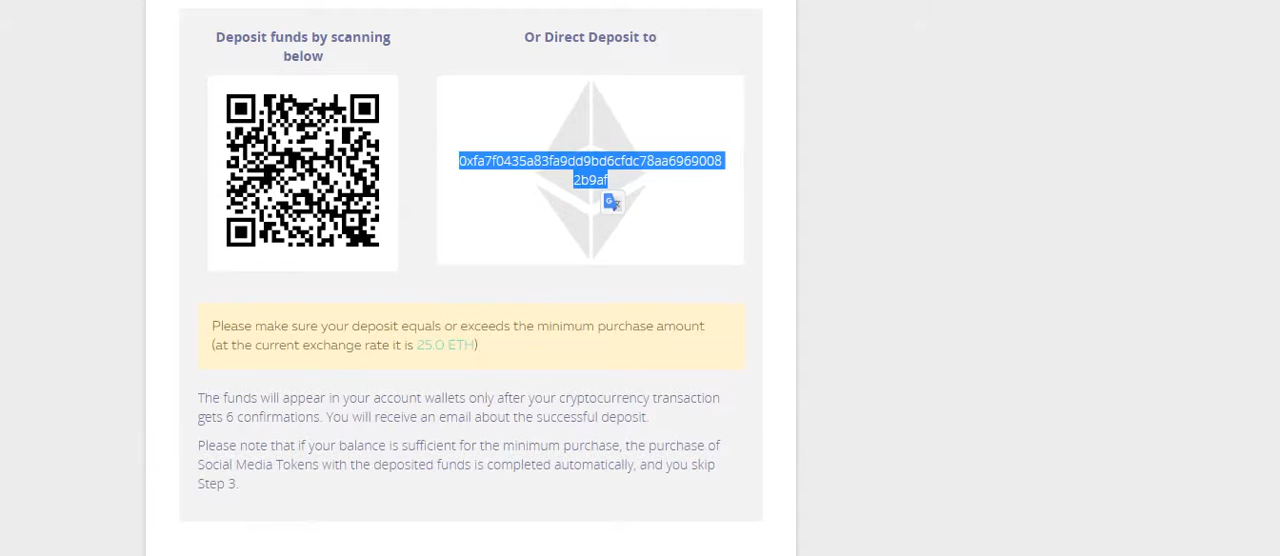 Deposit funds by scanning
below
Or Direct Deposit to
0xfa7f0435a83fa9dd9bd6cfdc78aa6969008
2b9af
Please make sure your deposit equals or exceeds the minimum purchase amount
(at the current exchange rate it is 25.0 ETH)
The funds will appear in your account wallets only after your cryptocurrency transaction
gets 6 confirmations. You will receive an email about the successful deposit.
Please note that if your balance is sufficient for the minimum purchase, the purchase of
Social Media Tokens with the deposited funds is completed automatically, and you skip
Step 3.